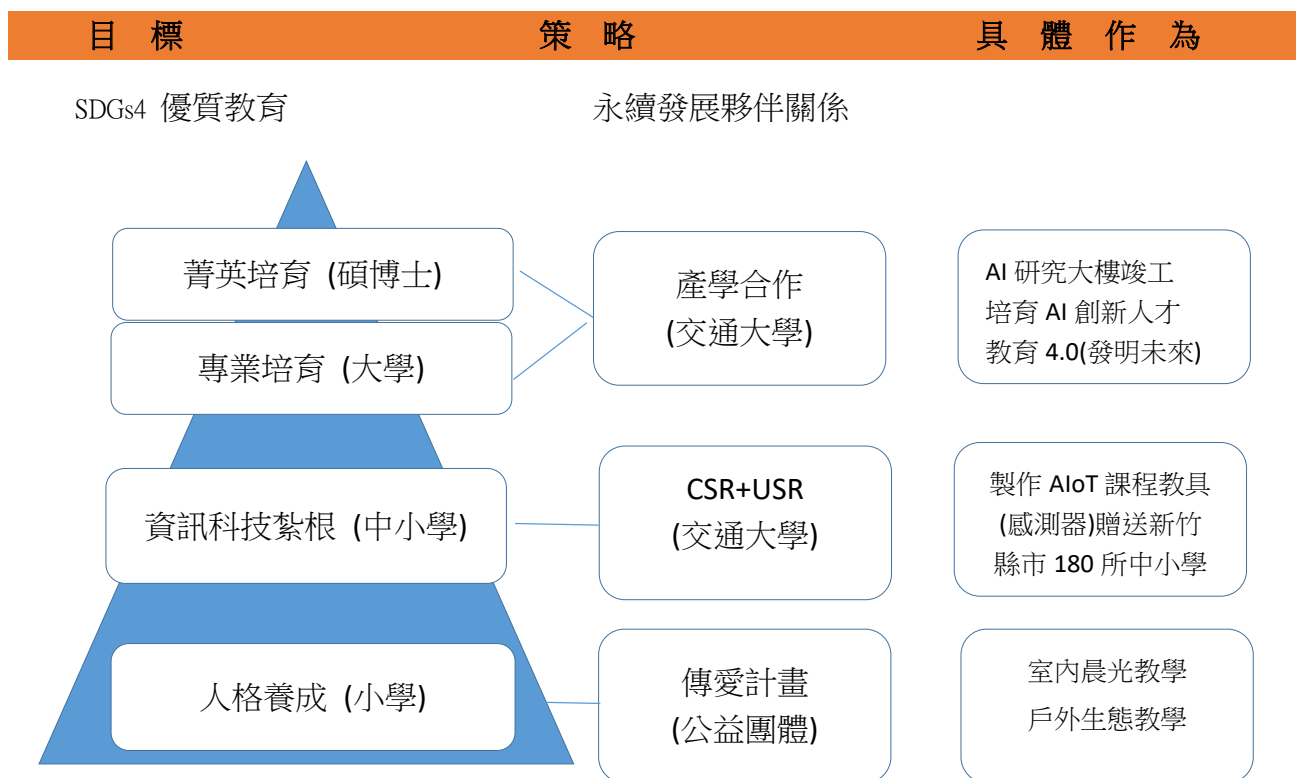 目標 策略 具體作為
SDGs4 優質教育 永續發展夥伴關係
菁英培育 (碩博士)
專業培育 (大學)
產學合作
(交通大學)
AI 研究大樓竣工
培育 AI 創新人才
教育 4.0(發明未來)
資訊科技紮根 (中小學)
CSR+USR
(交通大學)
製作 AIoT 課程教具
(感測器)贈送新竹
縣市 180 所中小學
人格養成 (小學)
傳愛計畫
(公益團體)
室內晨光教學
戶外生態教學